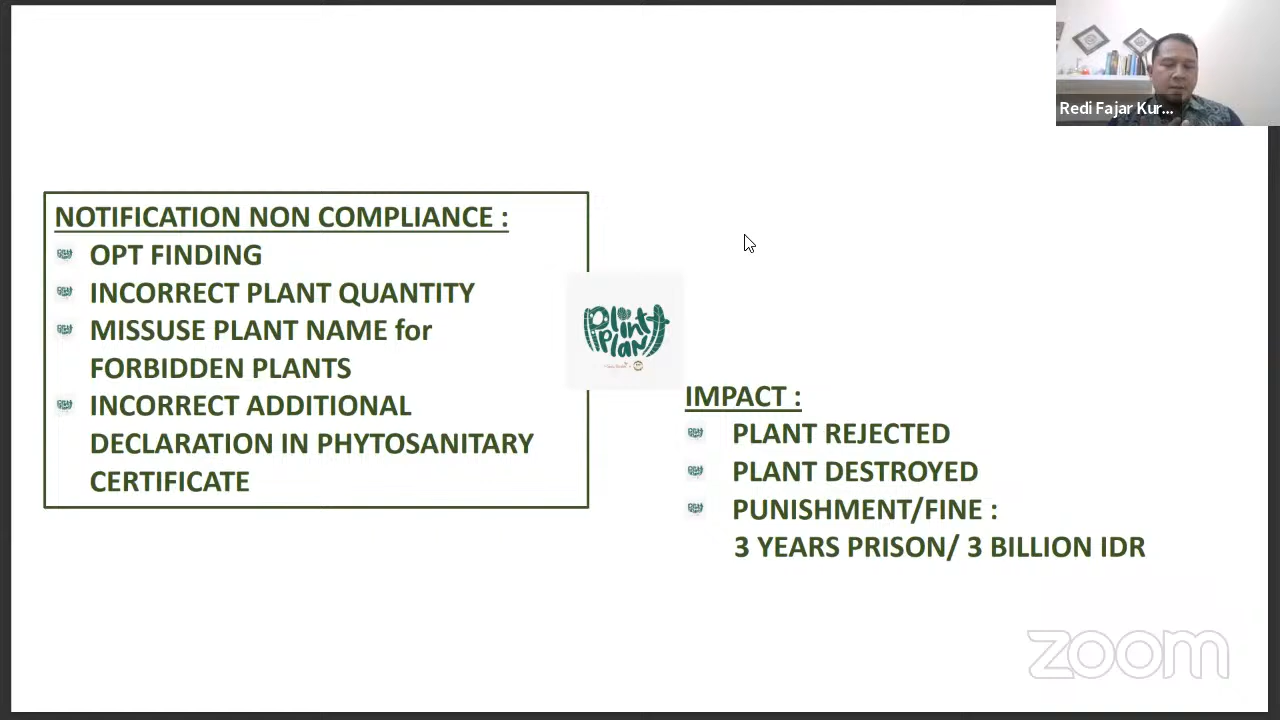 Redi Fajar Kur...
NOTIFICATION NON COMPLIANCE :
OPT FINDING
INCORRECT PLANT QUANTITY
MISSUSE PLANT NAME for
FORBIDDEN PLANTS
INCORRECT ADDITIONAL
DECLARATION IN PHYTOSANITARY
CERTIFICATE
Plint
Plan
IMPACT :
PLANT REJECTED
PLANT DESTROYED
PUNISHMENT/FINE :
3 YEARS PRISON/ 3 BILLION IDR
zoom